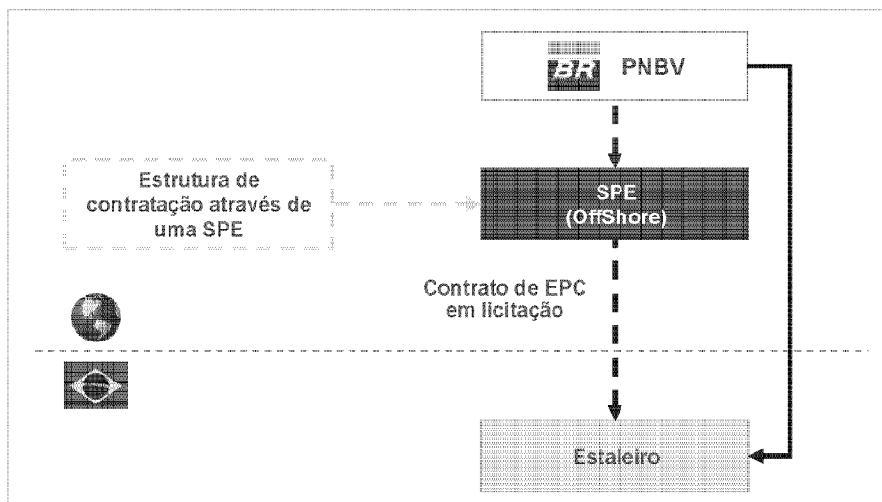 BR PNBV
Estrutura de
contratação através de
uma SPE
SPE
(OffShore)
Contrato de EPC
em licitação
Estaleiro